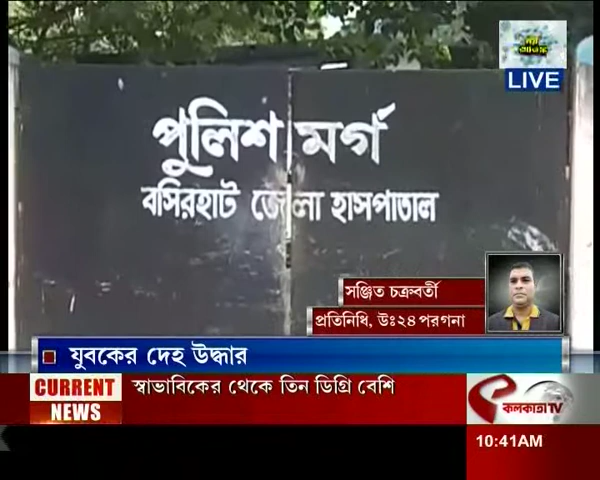 LIVE
পুলিশ মর্গ
বসিরহাট জেলা হাসপাতাল
সঞ্জিত চক্রবর্তী
প্রতিনিধি, উঃ২৪ পরগনা
যুবকের দেহ উদ্ধার
CURRENT NEWS
স্বাভাবিকের থেকে তিন ডিগ্রি বেশি
কলকাতা TV
10:41AM